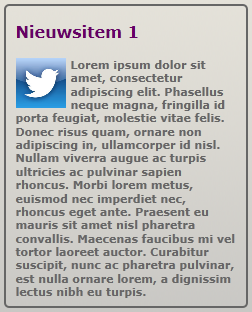 Nieuwsitem 1
Lorem ipsum dolor sit
amet, consectetur
adipiscing elit. Phasellus
neque magna, fringilla id
porta feugiat, molestie vitae felis.
Donec risus quam, ornare non
adipiscing in, ullamcorper id nisl.
Nullam viverra augue ac turpis
ultricies ac pulvinar sapien
rhoncus. Morbi lorem metus,
euismod nec imperdiet nec,
rhoncus eget ante. Praesent eu
mauris sit amet nisl pharetra
convallis. Maecenas faucibus mi vel
tortor laoreet auctor. Curabitur
suscipit, nunc ac pharetra pulvinar,
est nulla ornare lorem, a dignissim
lectus nibh eu turpis.